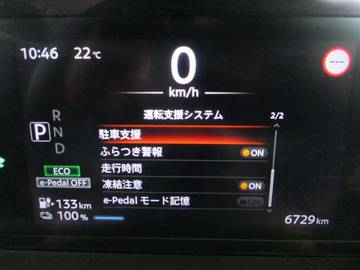 10:46 22℃
0
km/h
---
運転支援システム 2/2
駐車支援
ふらつき警報 ON
走行時間
凍結注意 ON
e-Pedal モード記憶 ON
R
P N
D
ECO
e-Pedal OFF
133km
100%
6729km